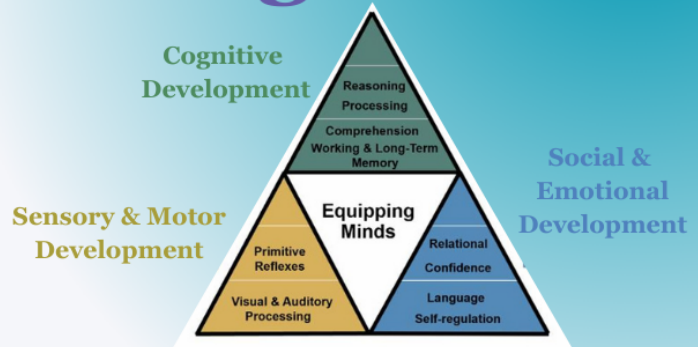 Cognitive
Development
Reasoning
Processing
Comprehension
Working & Long-Term
Memory
Social &
Emotional
Development
Sensory & Motor
Development
Equipping
Minds
Primitive
Reflexes
Visual & Auditory
Processing
Relational
Confidence
Language
Self-regulation